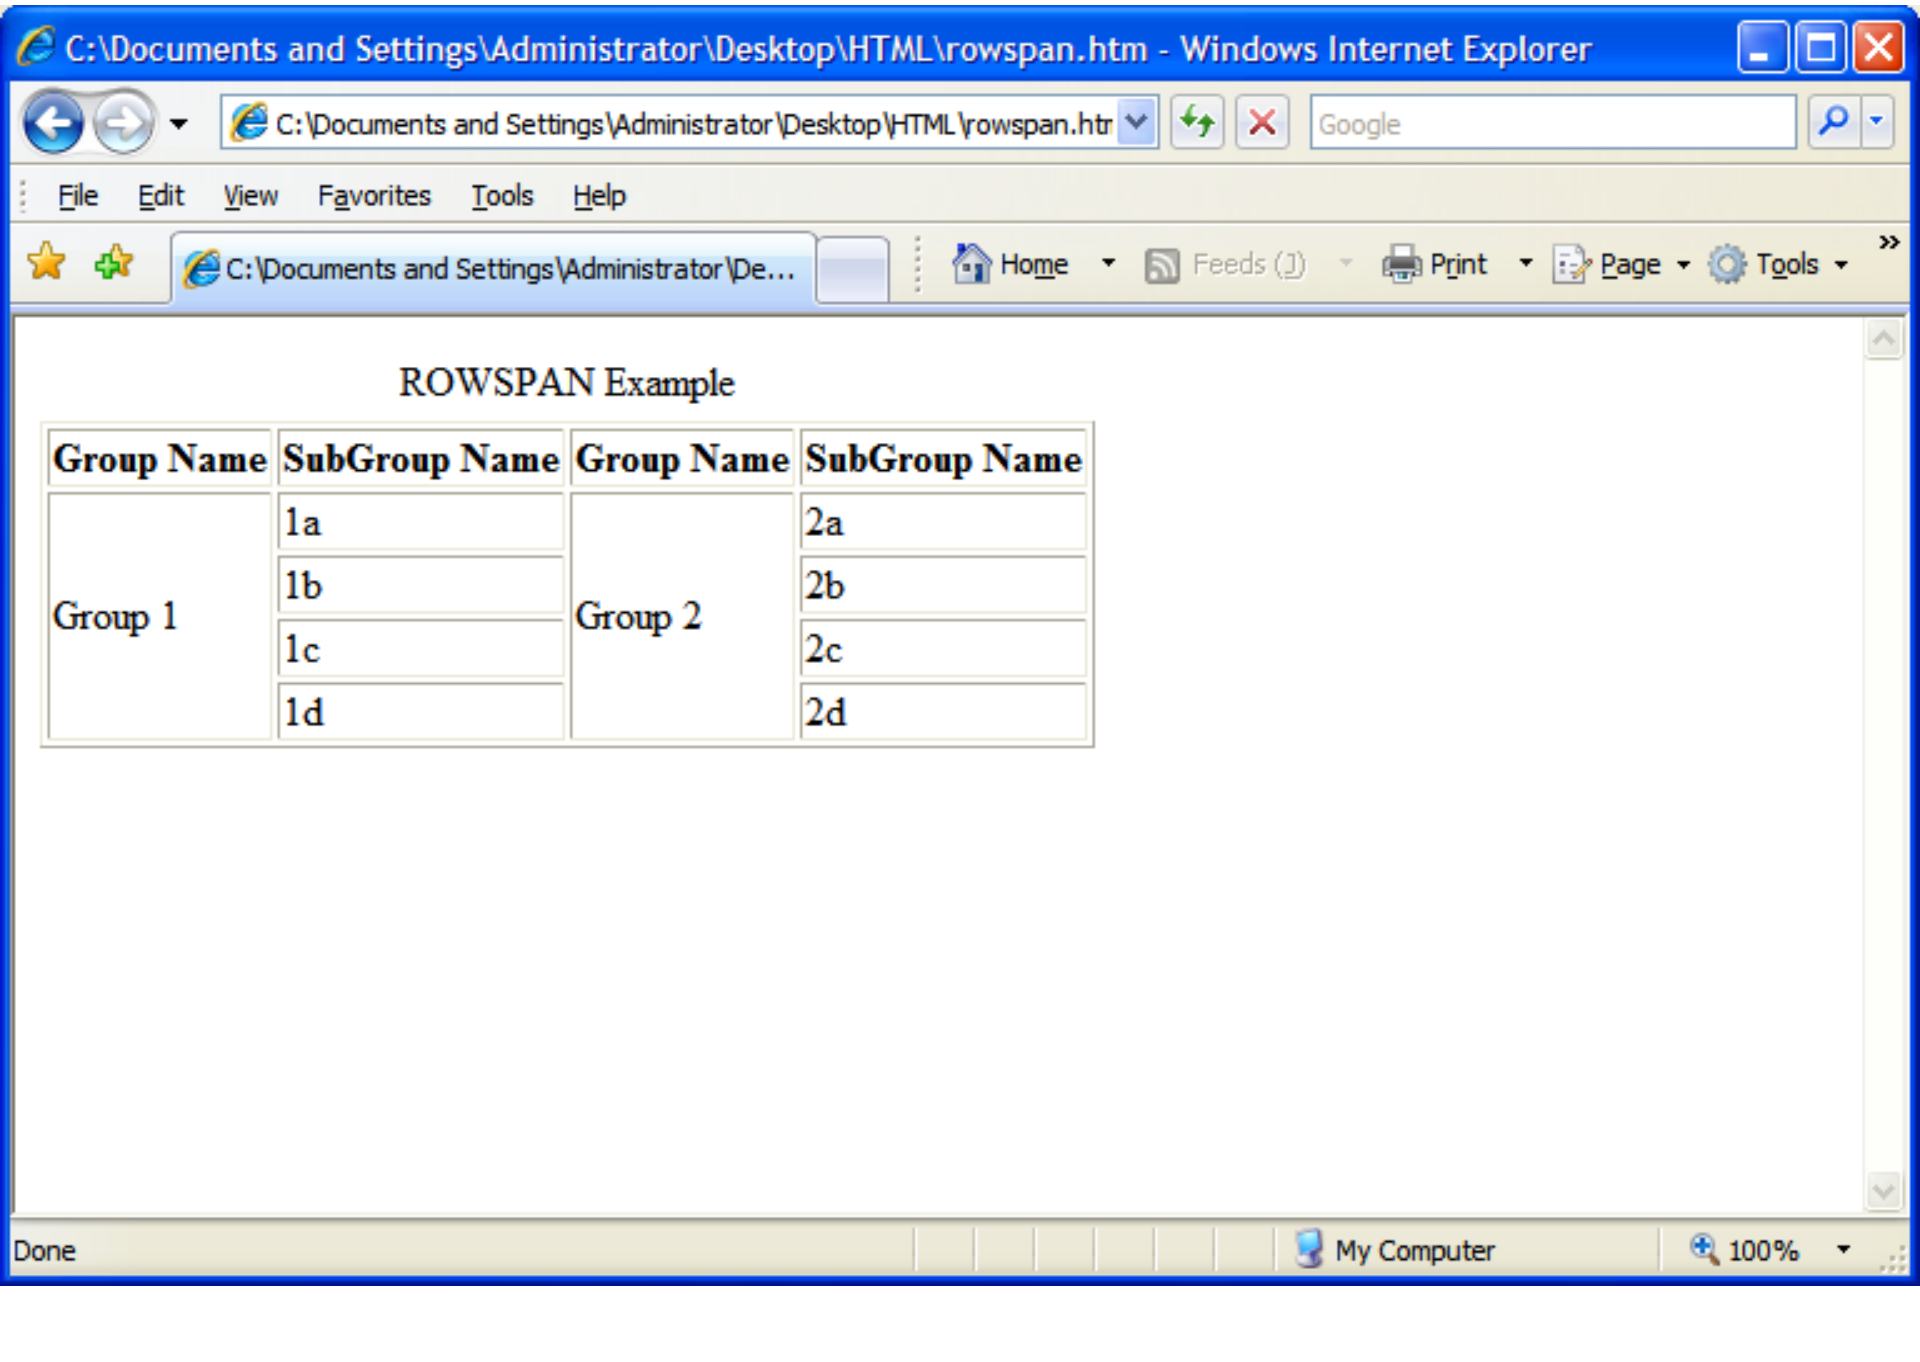 C:\Documents and Settings\Administrator\Desktop\HTML\rowspan.htm - Windows Internet Explorer
C:\Documents and Settings\Administrator\Desktop\HTML\rowspan.htm Google
File Edit View Favorites Tools Help
C:\Documents and Settings\Administrator\De... Home Feeds (J) Print Page Tools »
ROWSPAN Example
Group Name SubGroup Name Group Name SubGroup Name
1a 2a
1b 2b
Group 1 Group 2
1c 2c
1d 2d
Done My Computer 100%